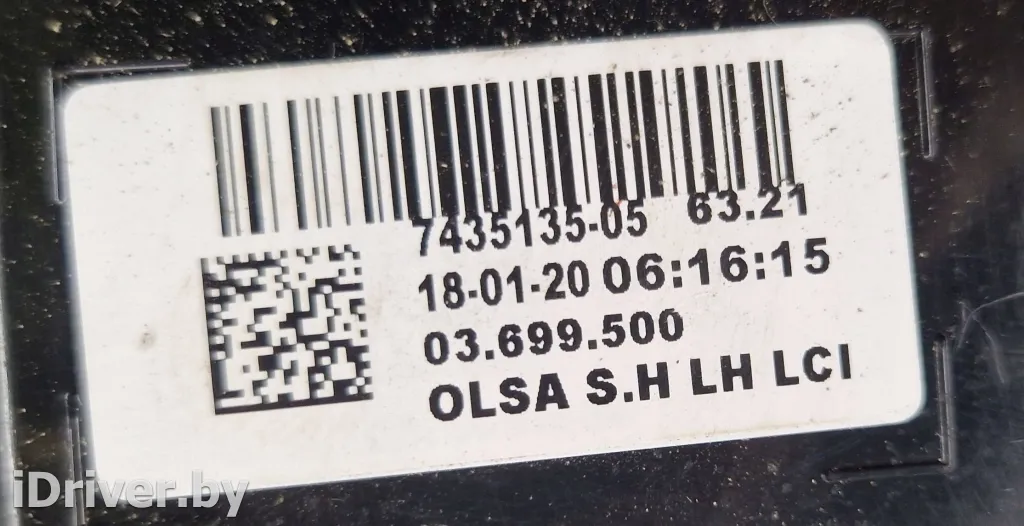 7435135-05 63.21
18-01-20 06:16:15
03.699.500
OLSA S.H LH LCI
iDriver.by